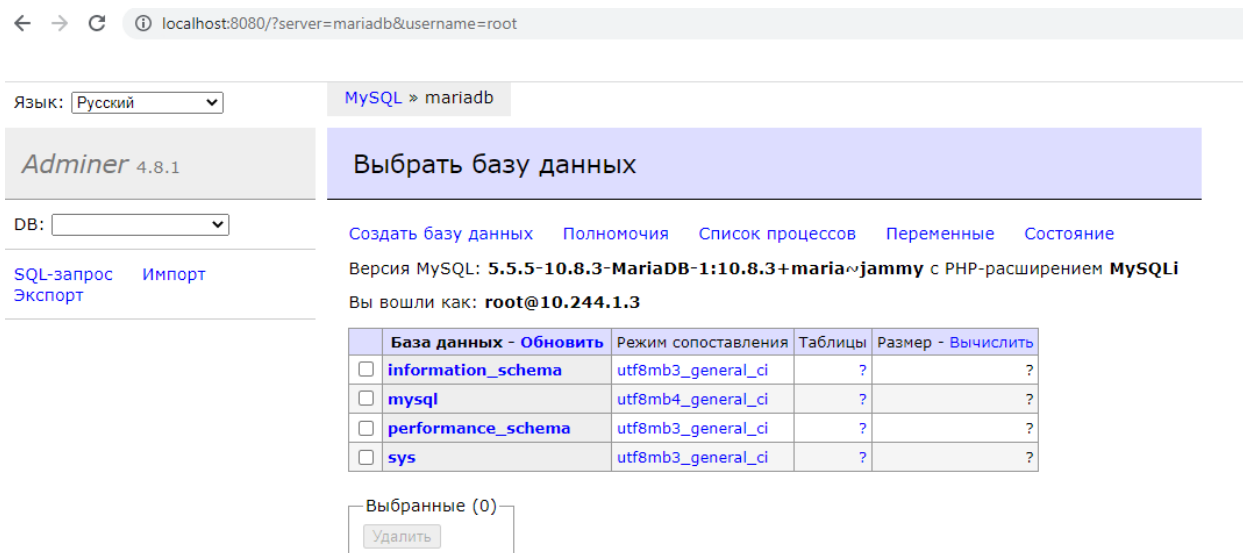 localhost:8080/?server=mariadb&username=root
Язык: Русский
MySQL » mariadb
Adminer 4.8.1
Выбрать базу данных
DB:
SQL-запрос Импорт
Экспорт
Создать базу данных Полномочия Список процессов Переменные Состояние
Версия MySQL: 5.5.5-10.8.3-MariaDB-1:10.8.3+maria~jammy с PHP-расширением MySQLi
Вы вошли как: root@10.244.1.3
База данных - Обновить Режим сопоставления Таблицы Размер - Вычислить
information_schema utf8mb3_general_ci ? ?
mysql utf8mb4_general_ci ? ?
performance_schema utf8mb3_general_ci ? ?
sys utf8mb3_general_ci ? ?
Выбранные (0)
Удалить